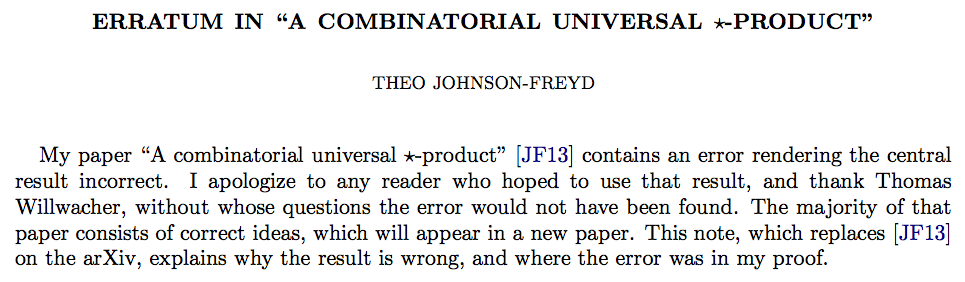 ERRATUM IN “A COMBINATORIAL UNIVERSAL ⋆-PRODUCT”
THEO JOHNSON-FREYD
My paper “A combinatorial universal ⋆-product” [JF13] contains an error rendering the central
result incorrect. I apologize to any reader who hoped to use that result, and thank Thomas
Willwacher, without whose questions the error would not have been found. The majority of that
paper consists of correct ideas, which will appear in a new paper. This note, which replaces [JF13]
on the arXiv, explains why the result is wrong, and where the error was in my proof.